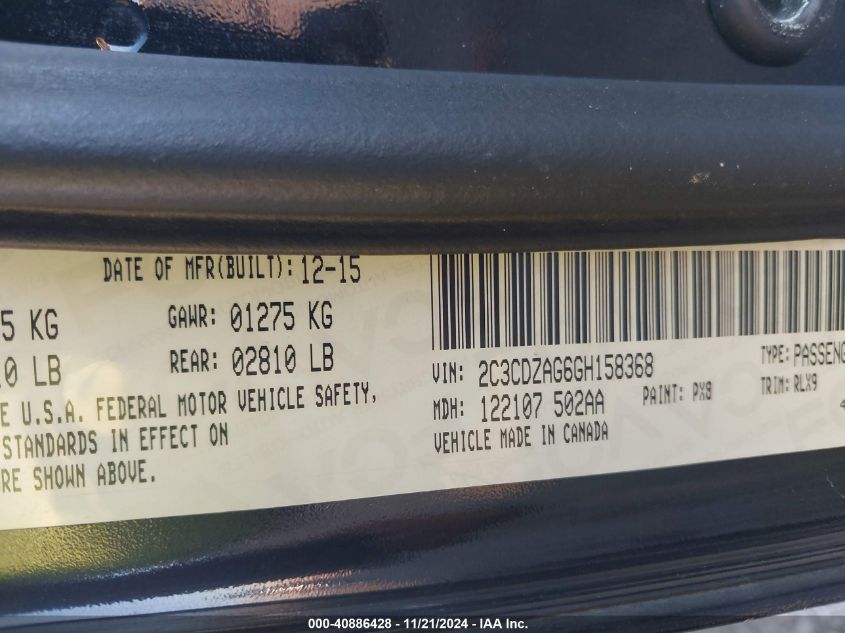 DATE OF MFR(BUILT): 12-15
5 KG GAWR: 01275 KG
0 LB REAR: 02810 LB
E U.S.A. FEDERAL MOTOR VEHICLE SAFETY,
STANDARDS IN EFFECT ON
RE SHOWN ABOVE.
VIN: 2C3CDZAG6GH158368 TYPE: PASSENG
MDH: 122107 502AA PAINT: PX8 TRIM: RLX9
VEHICLE MADE IN CANADA
4
000-40886428 - 11/21/2024 - IAA Inc.